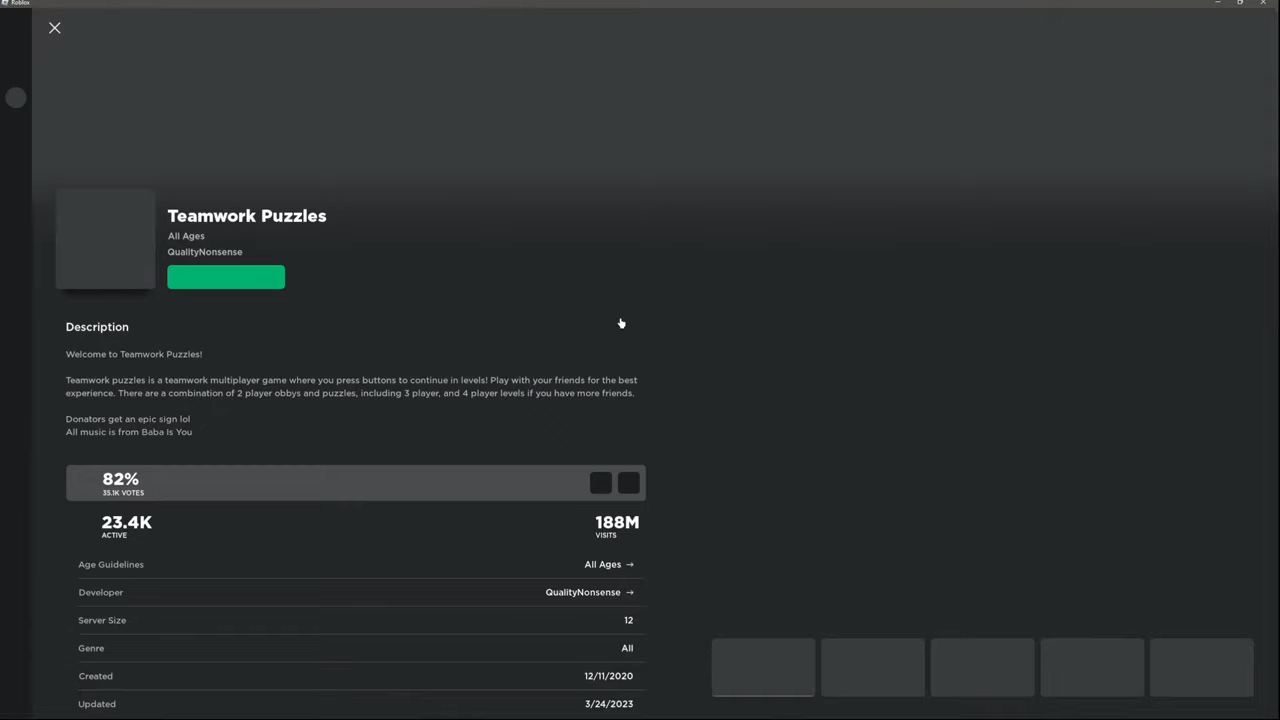 Roblox
Teamwork Puzzles
All Ages
QualityNonsense
Description
Welcome to Teamwork Puzzles!
Teamwork puzzles is a teamwork multiplayer game where you press buttons to continue in levels! Play with your friends for the best
experience. There are a combination of 2 player obbys and puzzles, including 3 player, and 4 player levels if you have more friends.
Donators get an epic sign lol
All music is from Baba Is You
82%
35.1K VOTES
23.4K
ACTIVE
188M
VISITS
Age Guidelines All Ages →
Developer QualityNonsense →
Server Size 12
Genre All
Created 12/11/2020
Updated 3/24/2023